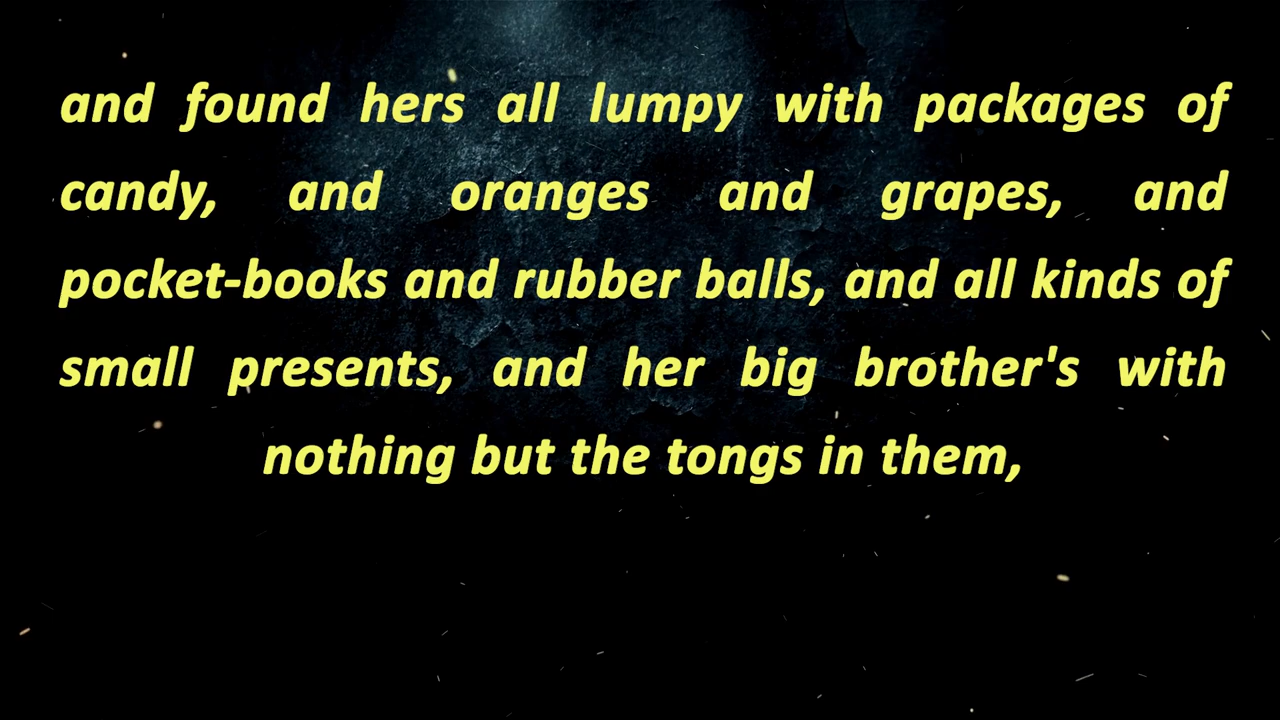 and found hers all lumpy with packages of
candy, and oranges and grapes, and
pocket-books and rubber balls, and all kinds of
small presents, and her big brother's with
nothing but the tongs in them,